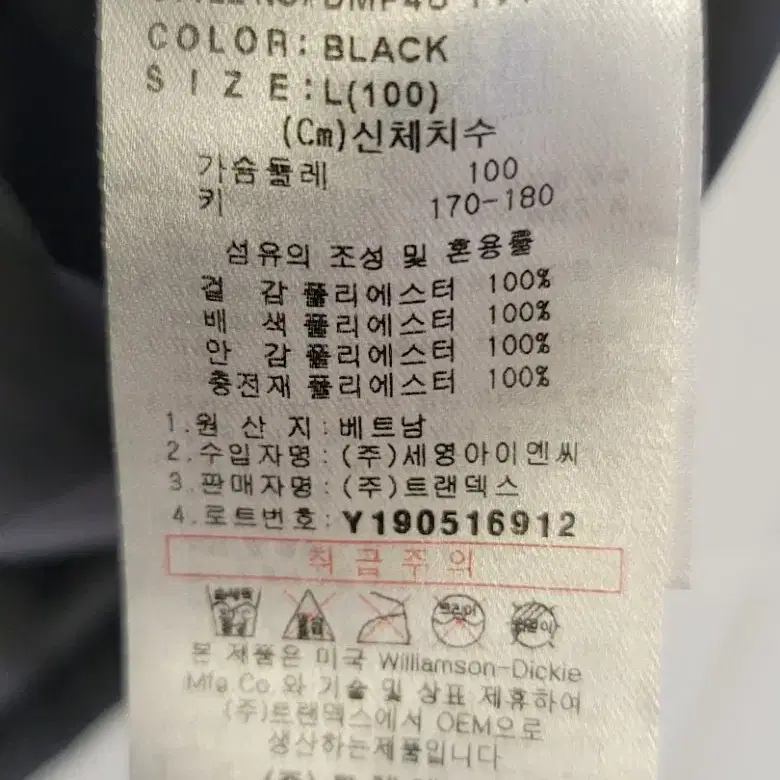 COLOR: BLACK
SIZE: L(100)
(Cm)신체치수
가슴둘레 100
키 170-180
섬유의 조성 및 혼용률
겉 감 폴리에스터 100%
배 색 폴리에스터 100%
안 감 폴리에스터 100%
충전재 폴리에스터 100%
1.원 산 지 : 베트남
2.수입자명 : (주)세영아이엔씨
3.판매자명 : (주)트랜덱스
4.로트번호 : Y190516912
취급주의
드라이
본 제품은 미국 Williamson-Dickie
Mfg.Co.와 기술 및 상표 제휴하여
(주)트랜덱스에서 OEM으로
생산하는제품입니다